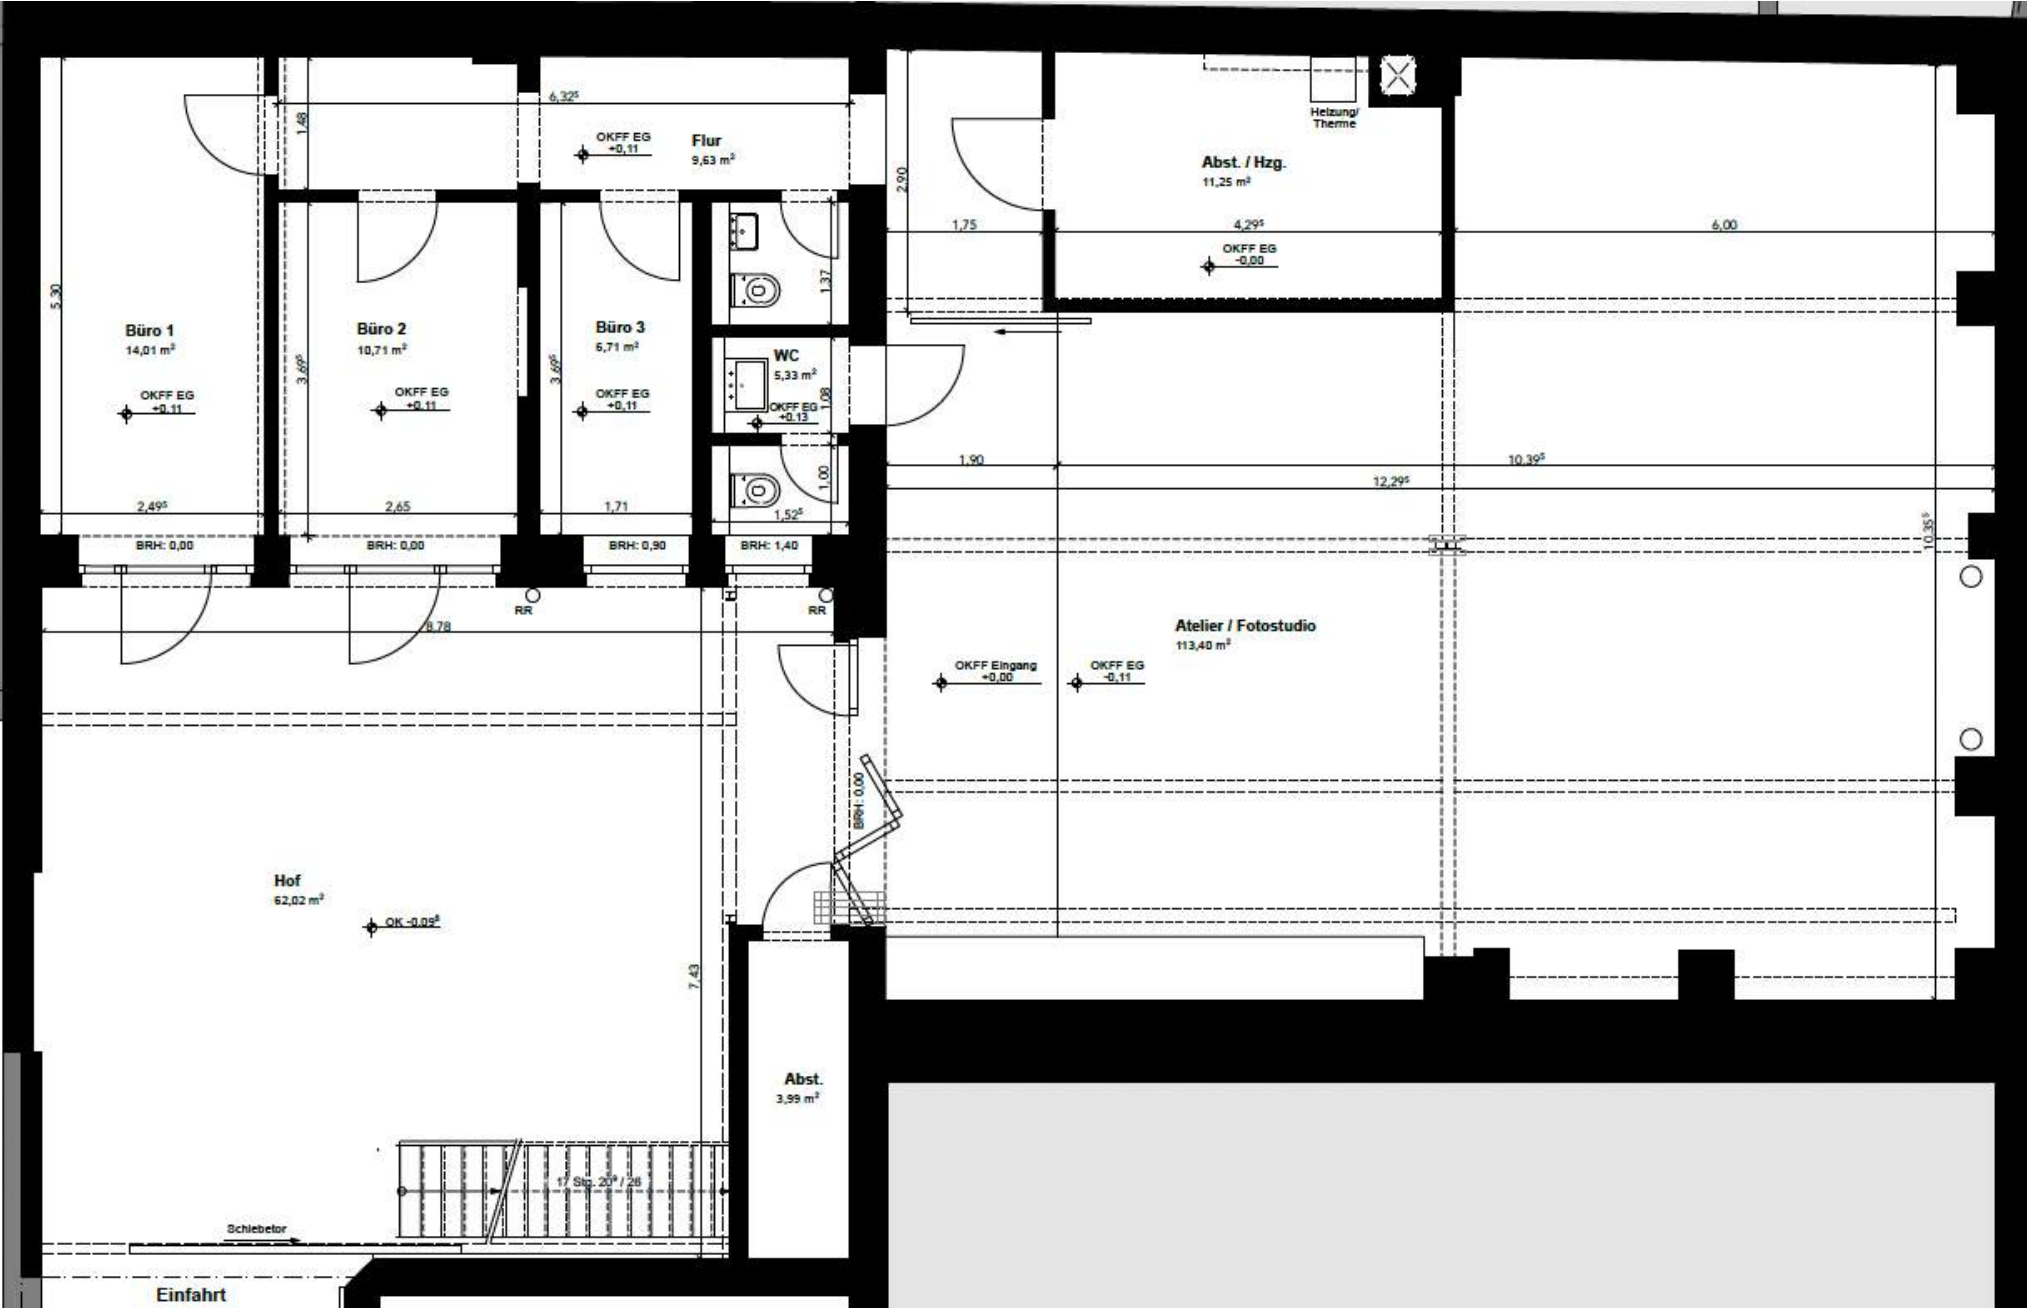 6,32⁵
1,48
OKFF EG
+0,11
Flur
9,63 m²
Heizung/
Therme
Abst. / Hzg.
11,25 m²
2,90
1,75
4,29⁵
6,00
OKFF EG
-0,00
5,30
Büro 1
14,01 m²
OKFF EG
+0,11
2,49⁵
BRH: 0,00
Büro 2
10,71 m²
3,69⁵
OKFF EG
+0,11
2,65
BRH: 0,00
Büro 3
6,71 m²
3,69⁵
OKFF EG
+0,11
1,71
BRH: 0,90
1,37
WC
5,33 m²
1,08
OKFF EG
+0,13
1,00
1,52⁵
BRH: 1,40
1,90
10,39⁵
12,29⁵
10,35⁵
RR
RR
8,78
Atelier / Fotostudio
113,40 m²
OKFF Eingang
+0,00
OKFF EG
-0,11
BRH: 0,00
Hof
62,02 m²
OK -0.09⁸
7,43
Abst.
3,99 m²
17 Stg. 20⁹ / 26
Schiebetor
Einfahrt